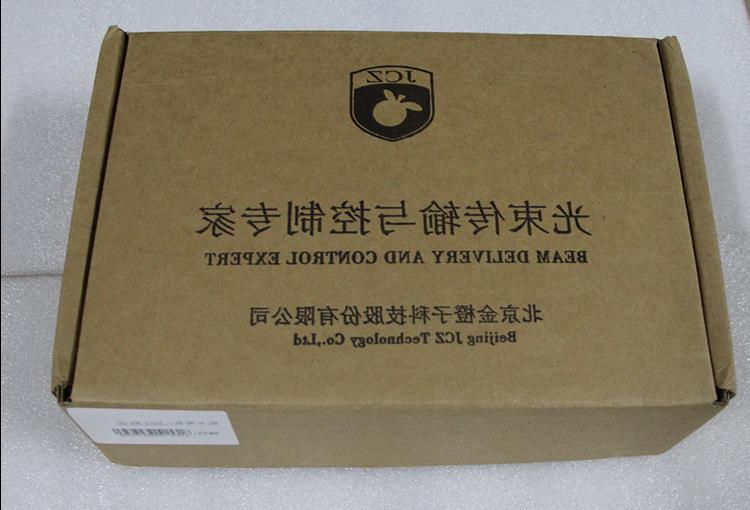 JCZ
光束传输与控制专家
BEAM DELIVERY AND CONTROL EXPERT
北京金橙子科技股份有限公司
Beijing JCZ Technology Co.,Ltd